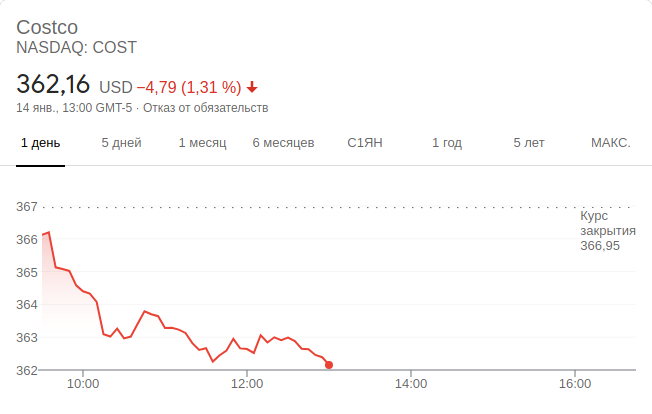 Costco
NASDAQ: COST
362,16 USD −4,79 (1,31 %)
14 янв., 13:00 GMT-5 · Отказ от обязательств
1 день 5 дней 1 месяц 6 месяцев С1ЯН 1 год 5 лет МАКС.
367
Курс
закрытия
366,95
366
365
364
363
362
10:00 12:00 14:00 16:00